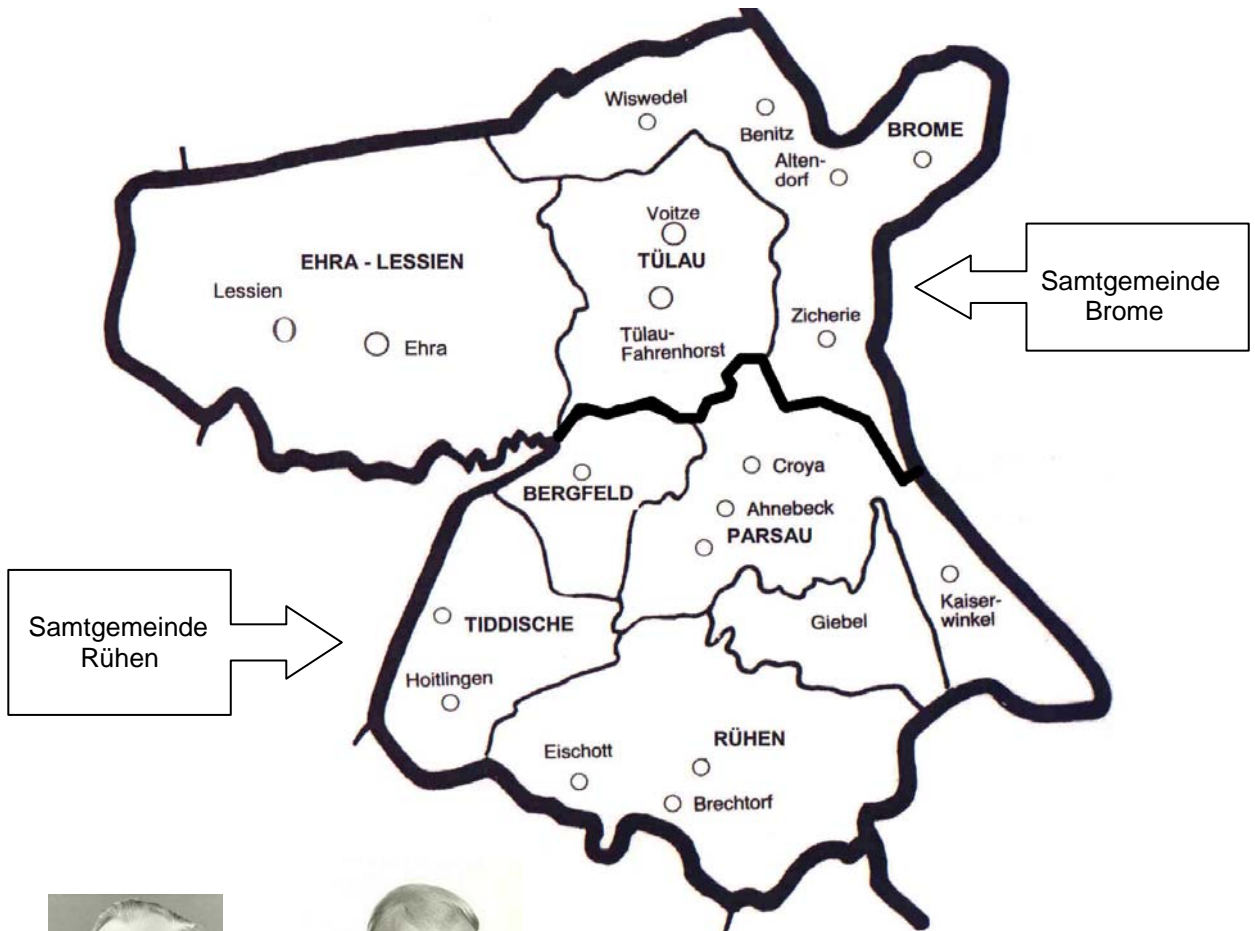 Wiswedel
Benitz
BROME
Alten-
dorf
Voitze
TÜLAU
EHRA - LESSIEN
Lessien
Ehra
Tülau-
Fahrenhorst
Zicherie
Samtgemeinde
Brome
Croya
BERGFELD
Ahnebeck
PARSAU
Kaiser-
winkel
Giebel
TIDDISCHE
Samtgemeinde
Rühen
Hoitlingen
RÜHEN
Eischott
Brechtorf